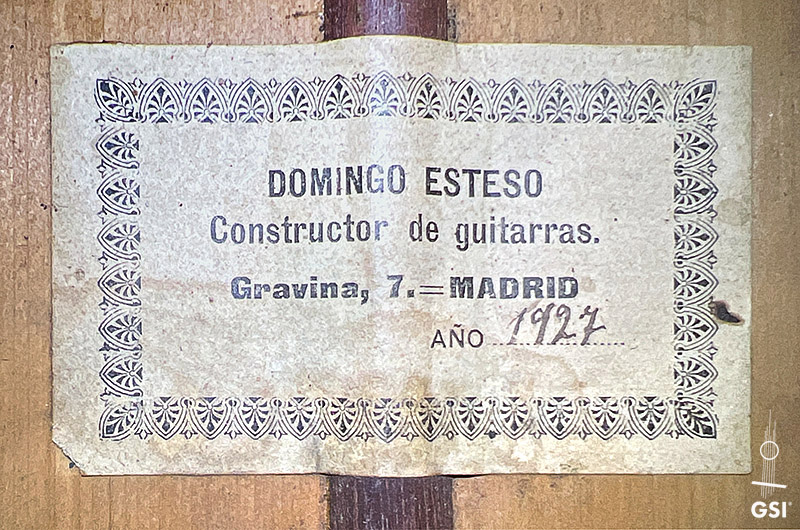 DOMINGO ESTESO
Constructor de guitarras.
Gravina, 7.=MADRID
AÑO 1927
GSI